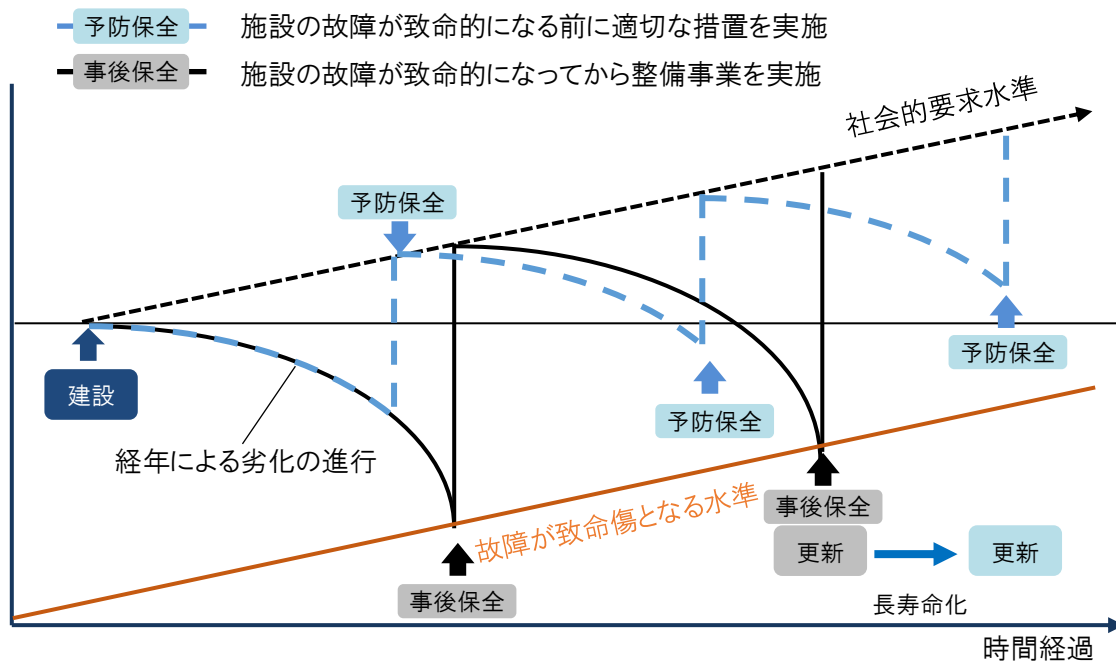 予防保全 施設の故障が致命的になる前に適切な措置を実施
事後保全 施設の故障が致命的になってから整備事業を実施
社会的要求水準
予防保全
予防保全
建設
予防保全
経年による劣化の進行
故障が致命傷となる水準
事後保全
更新
更新
事後保全
長寿命化
時間経過